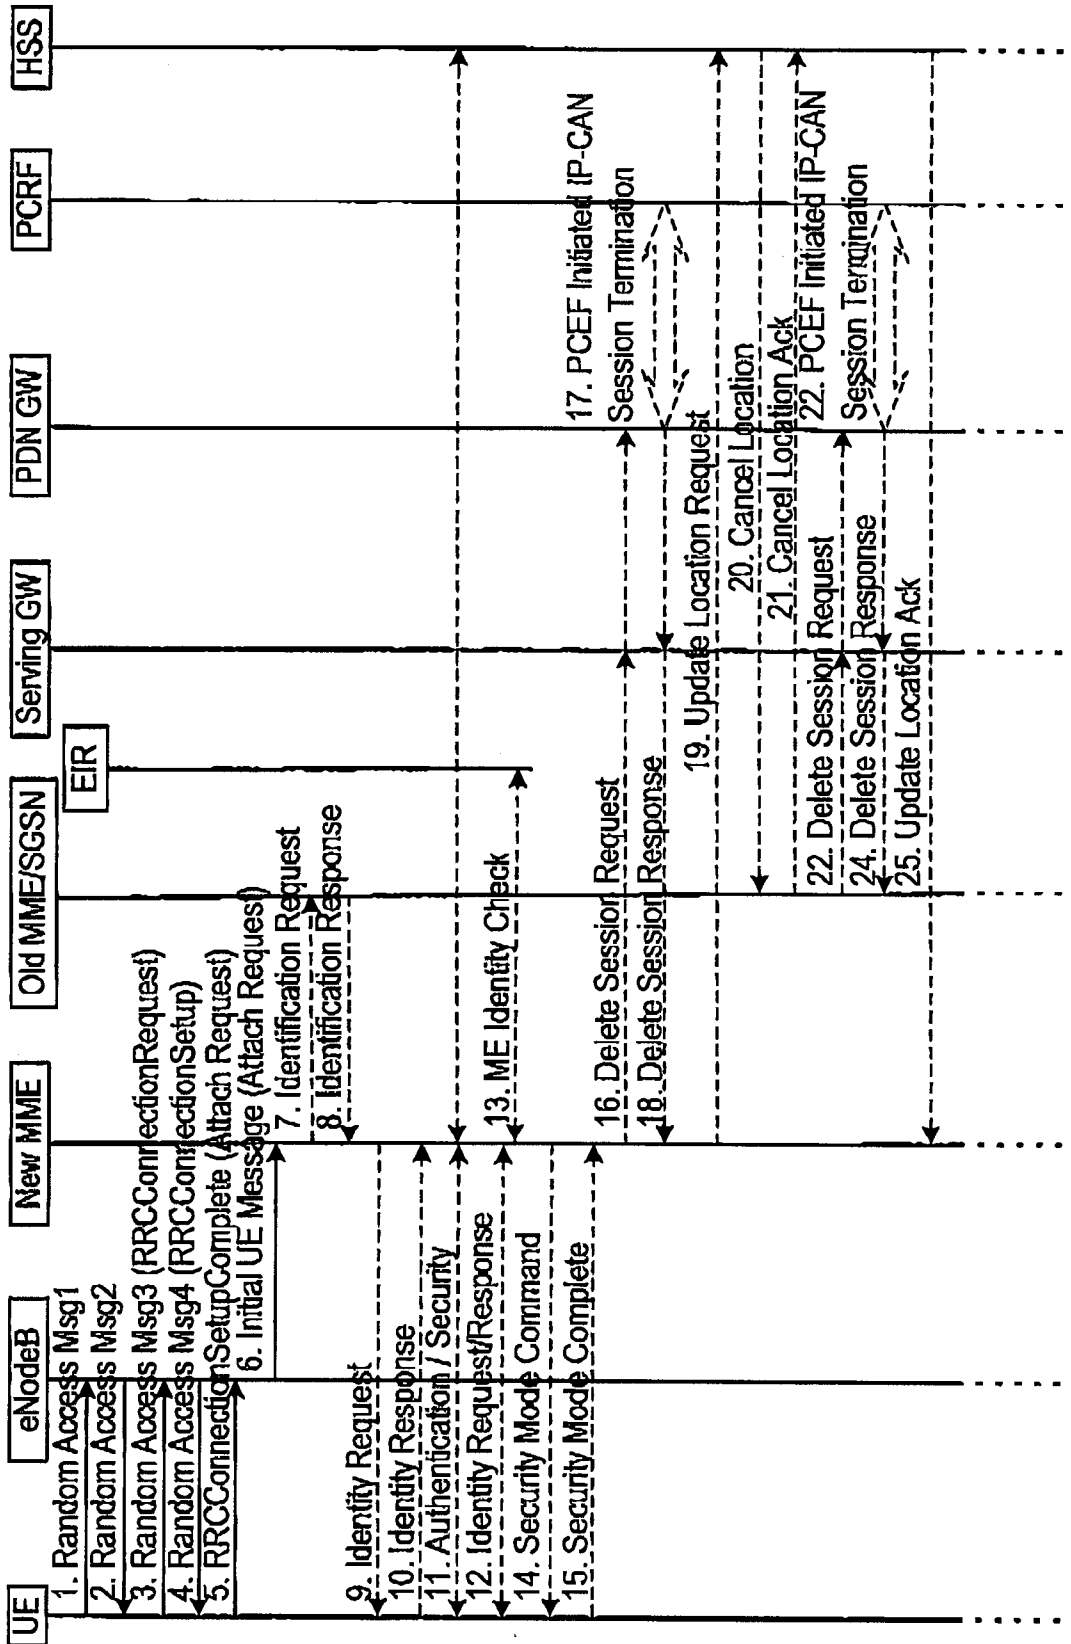 UE
eNodeB
New MME
Old MME/SGSN
EIR
Serving GW
PDN GW
PCRF
HSS
1. Random Access Msg1
2. Random Access Msg2
3. Random Access Msg3 (RRCConnectionRequest)
4. Random Access Msg4 (RRCConnectionSetup)
5. RRCConnectionSetupComplete (Attach Request)
6. Initial UE Message (Attach Request)
7. Identification Request
8. Identification Response
9. Identity Request
10. Identity Response
11. Authentication / Security
12. Identity Request/Response
13. ME Identity Check
14. Security Mode Command
15. Security Mode Complete
16. Delete Session Request
17. PCEF Initiated IP-CAN
Session Termination
18. Delete Session Response
19. Update Location Request
20. Cancel Location
21. Cancel Location Ack
22. Delete Session Request
22. PCEF Initiated IP-CAN
Session Termination
24. Delete Session Response
25. Update Location Ack